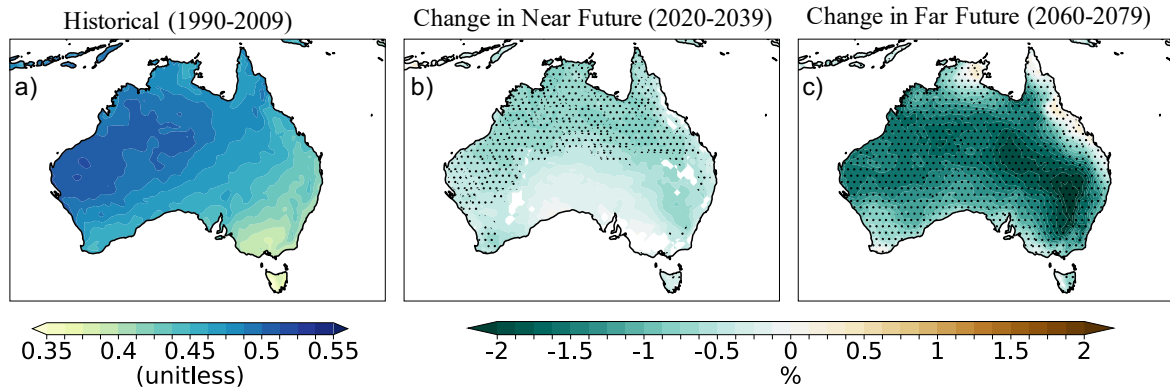 Historical (1990-2009)
Change in Near Future (2020-2039)
Change in Far Future (2060-2079)
a)
b)
c)
0.35 0.4 0.45 0.5 0.55
(unitless)
-2 -1.5 -1 -0.5 0 0.5 1 1.5 2
%